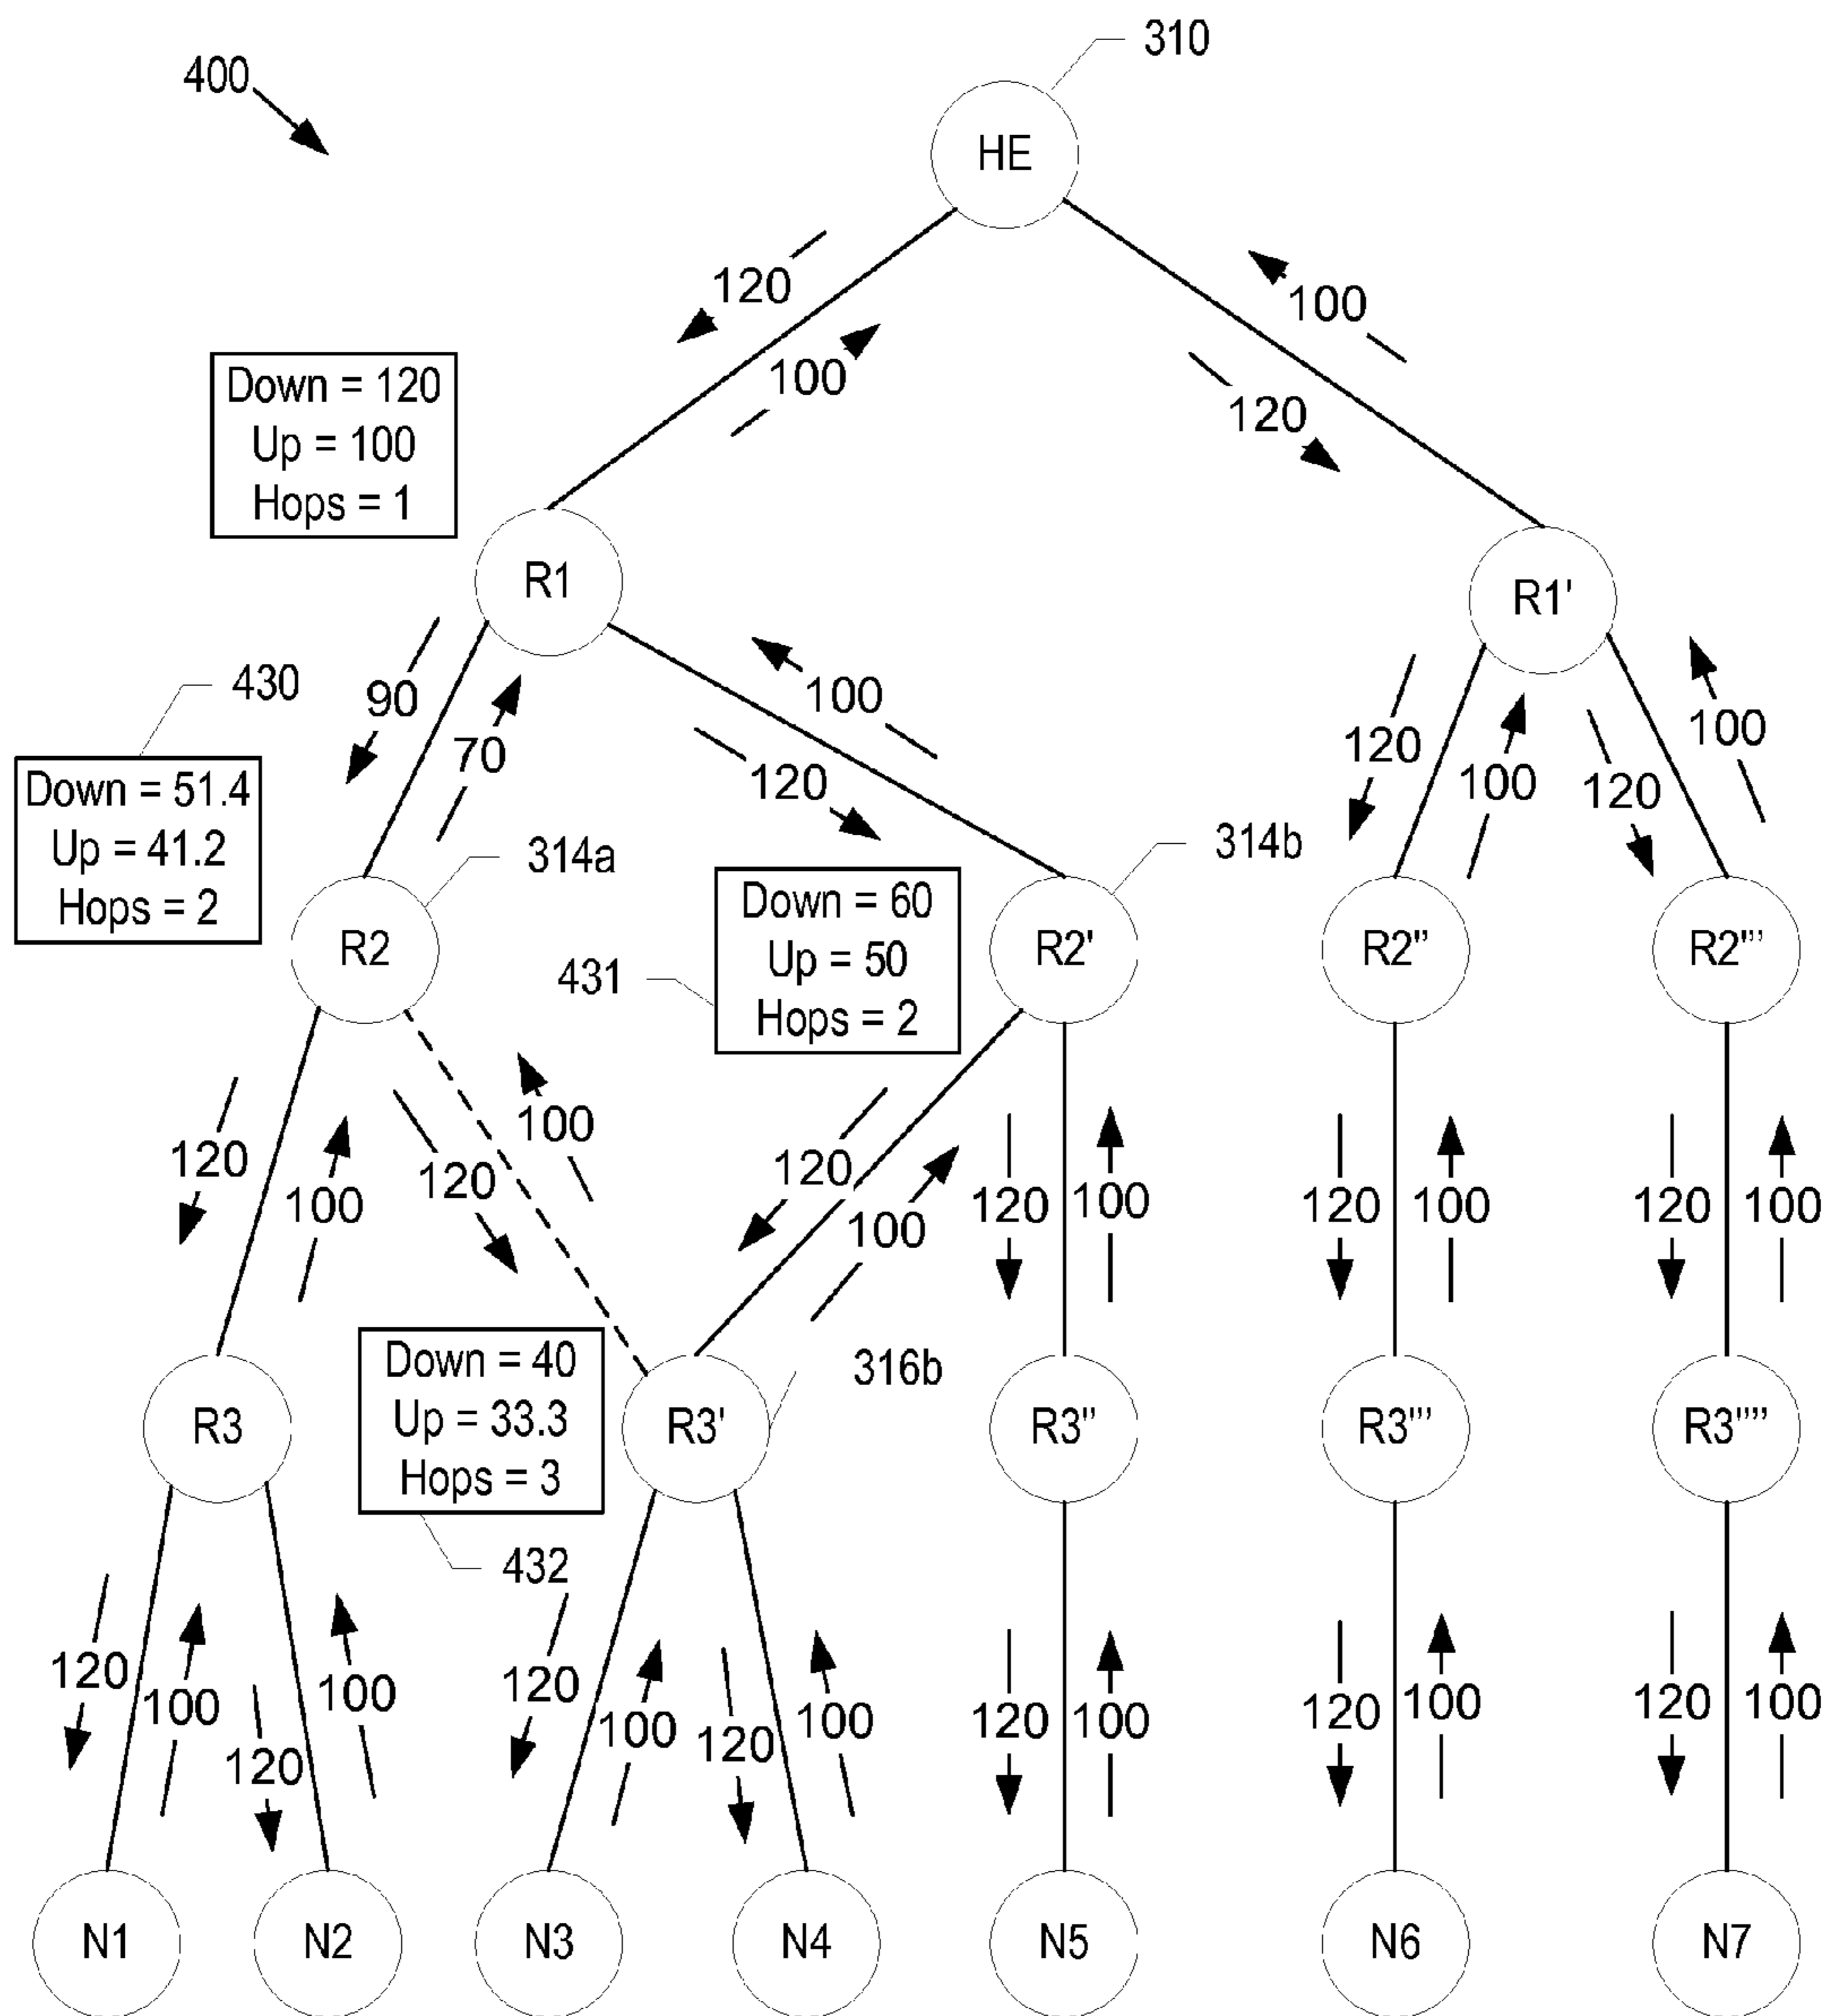 310
400
HE
120
100
100
120
Down = 120
Up = 100
Hops = 1
R1
R1'
430
90
70
100
120
120
100
120
100
Down = 51.4
Up = 41.2
Hops = 2
314a
314b
R2
431
Down = 60
Up = 50
Hops = 2
R2'
R2''
R2'''
120
100
120
100
120
100
120
100
120
100
120
100
R3
Down = 40
Up = 33.3
Hops = 3
316b
R3'
R3''
R3'''
R3''''
432
120
100
120
100
120
100
120
100
120
100
120
100
120
100
N1
N2
N3
N4
N5
N6
N7